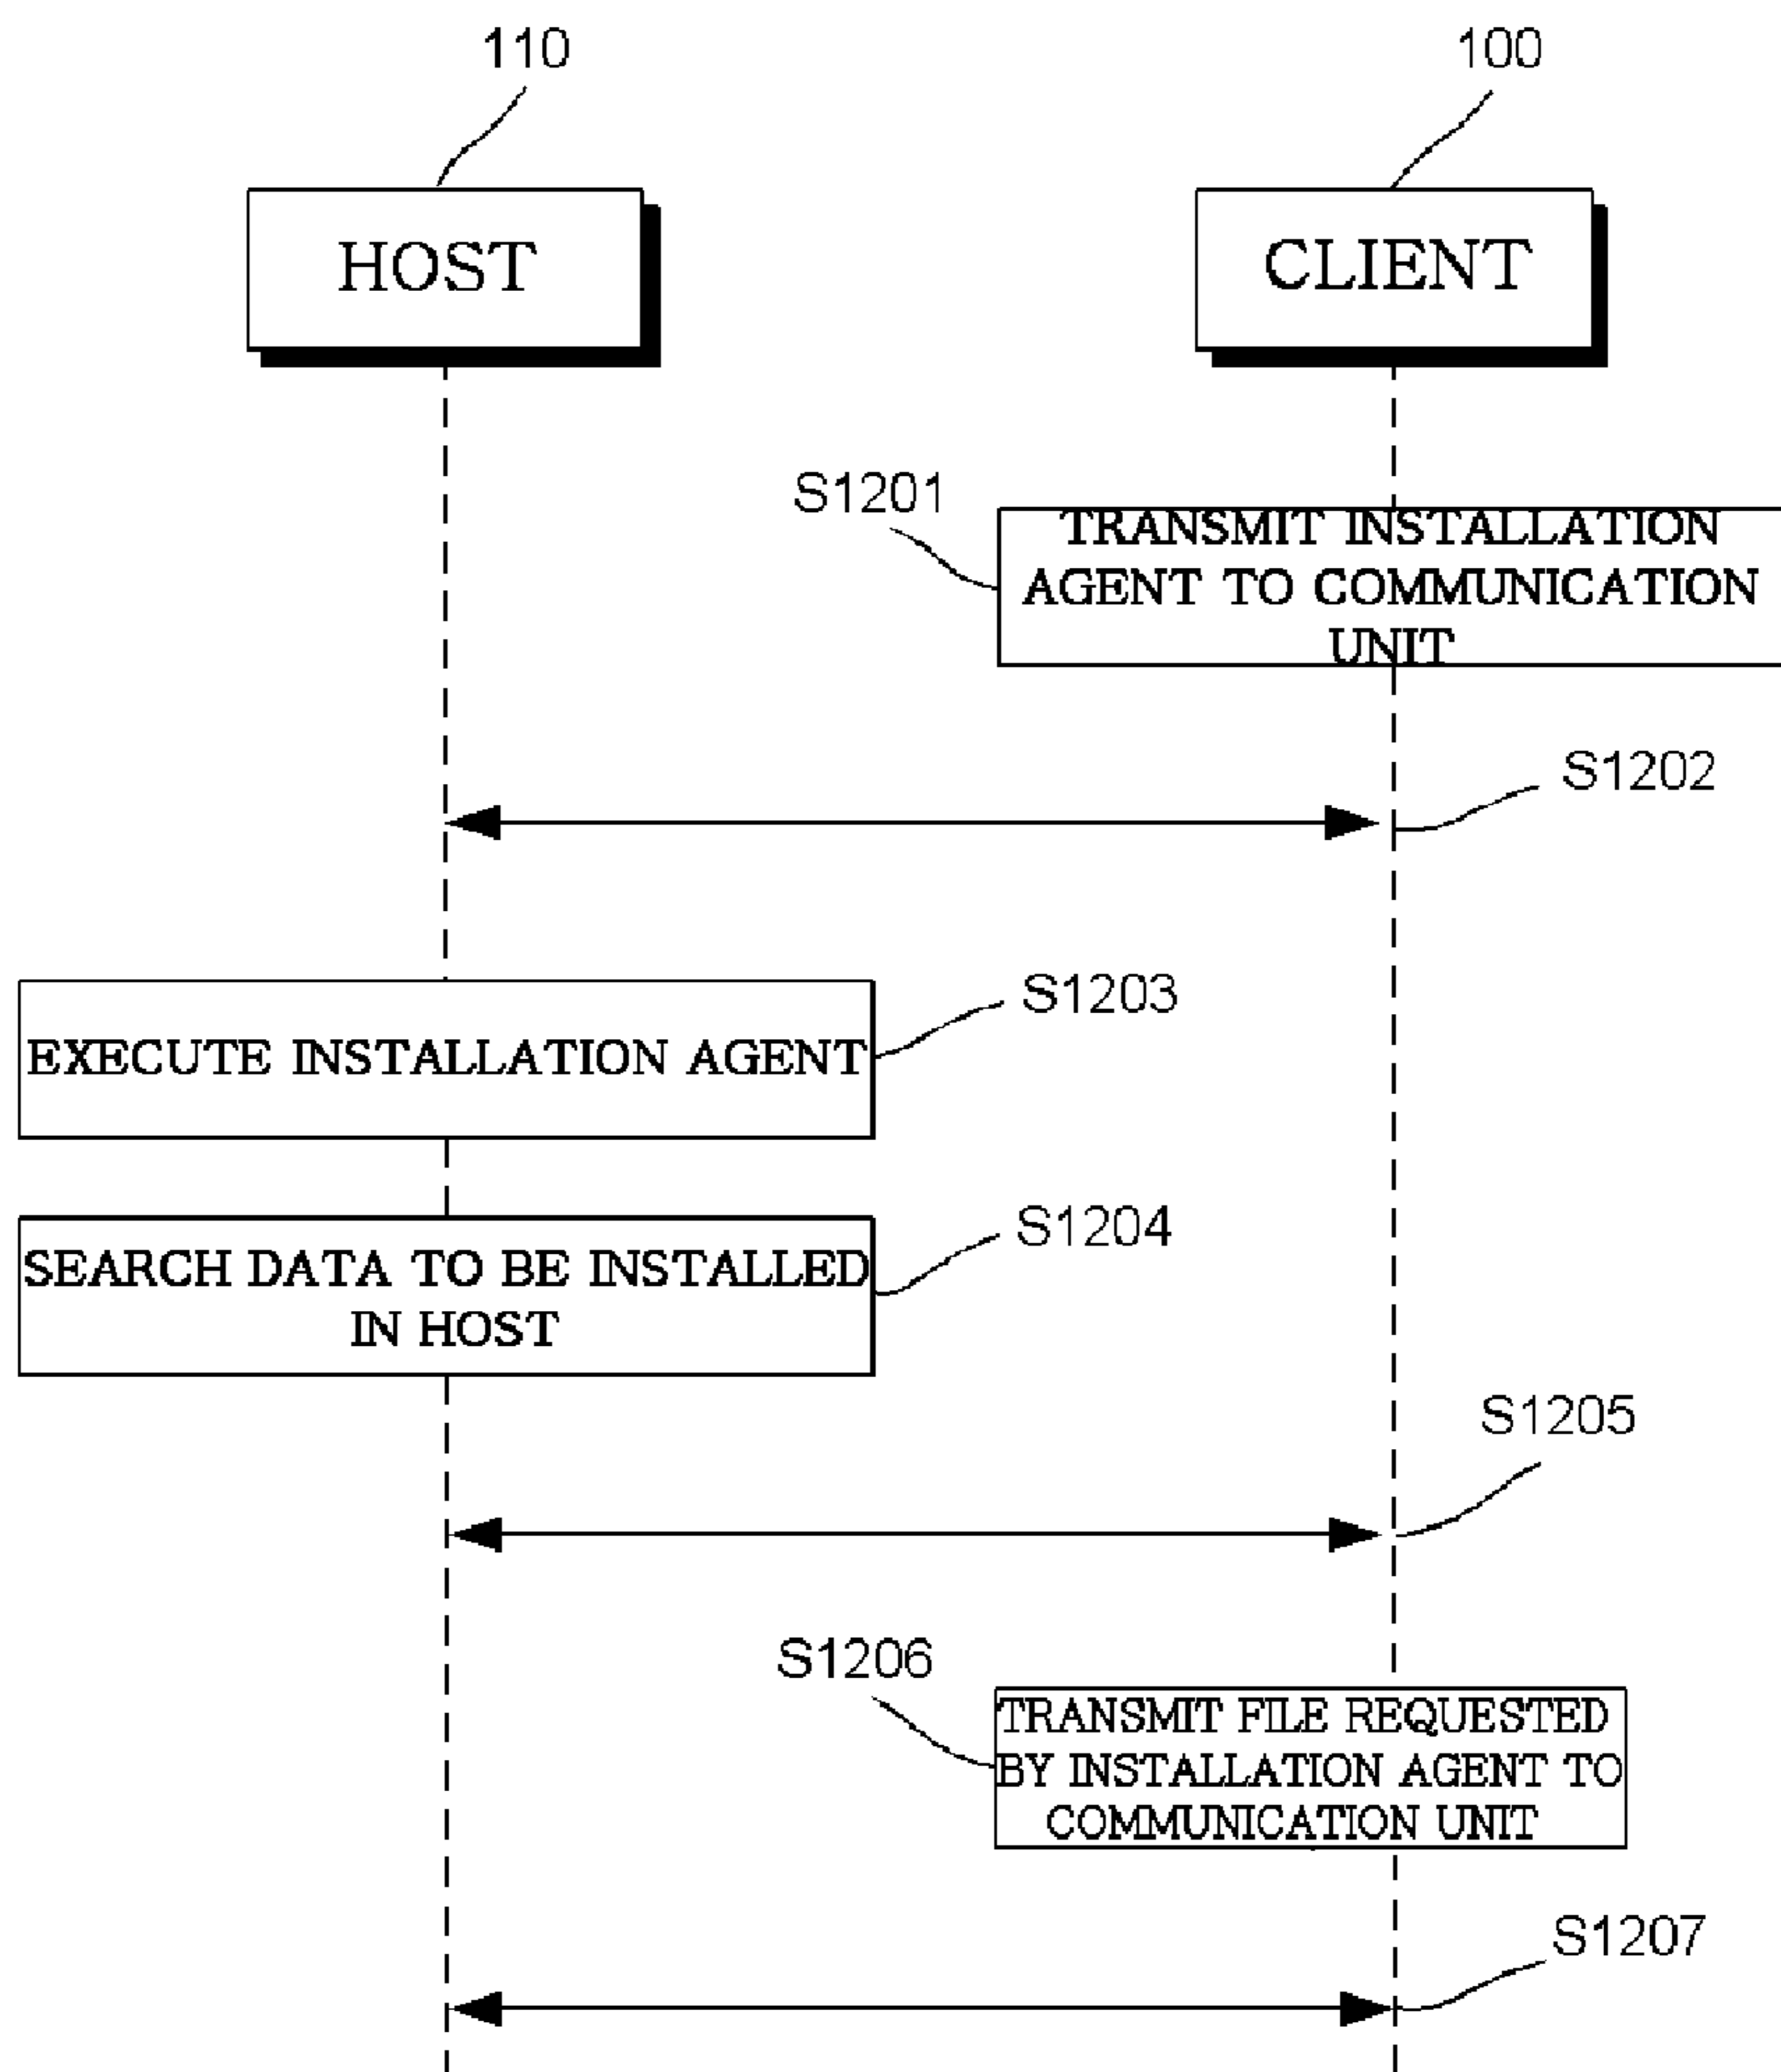 110
100
HOST
CLIENT
S1201
TRANSMIT INSTALLATION
AGENT TO COMMUNICATION
UNIT
S1202
S1203
EXECUTE INSTALLATION AGENT
S1204
SEARCH DATA TO BE INSTALLED
IN HOST
S1205
S1206
TRANSMIT FILE REQUESTED
BY INSTALLATION AGENT TO
COMMUNICATION UNIT
S1207